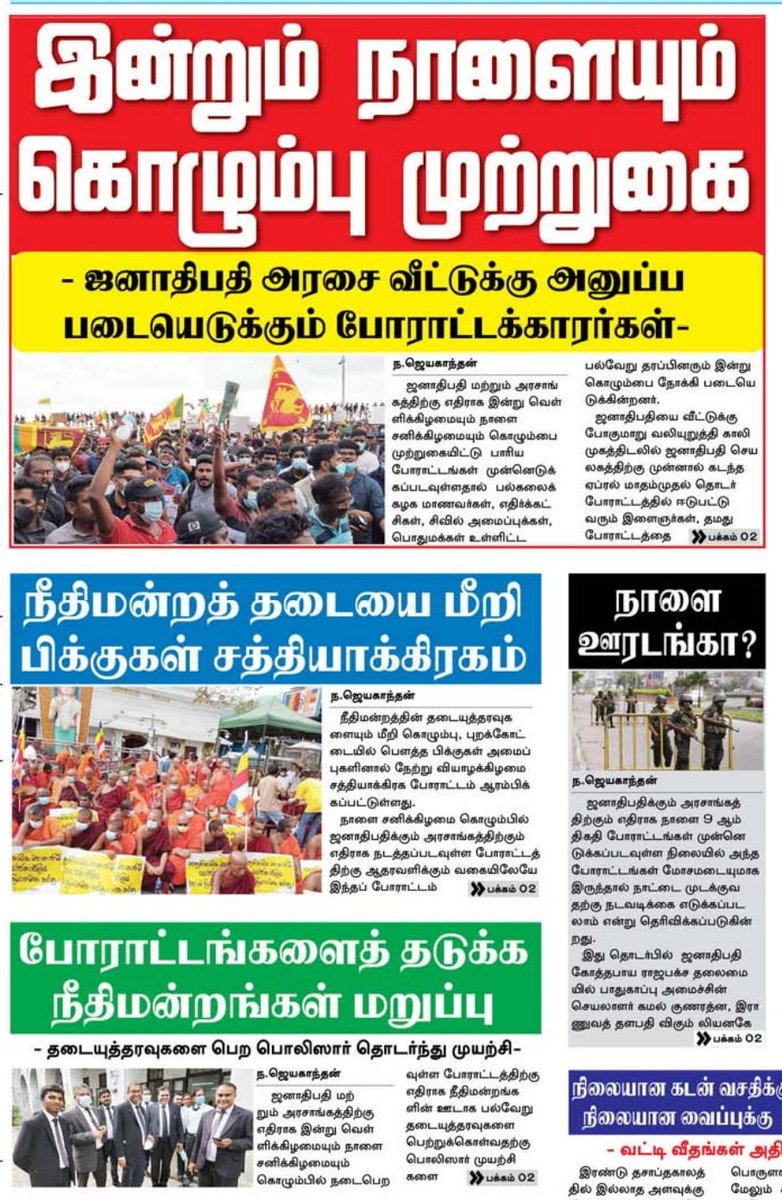 இன்றும் நாளையும்
கொழும்பு முற்றுகை
- ஜனாதிபதி அரசை வீட்டுக்கு அனுப்ப
படையெடுக்கும் போராட்டக்காரர்கள்-
ந.ஜெயகாந்தன்
ஜனாதிபதி மற்றும் அரசாங்
கத்திற்கு எதிராக இன்று வெள்
ளிக்கிழமையும் நாளை
சனிக்கிழமையும் கொழும்பை
முற்றுகையிட்டு பாரிய
போராட்டங்கள் முன்னெடுக்
கப்படவுள்ளதால் பல்கலைக்
கழக மாணவர்கள், எதிர்க்கட்
சிகள், சிவில் அமைப்புக்கள்,
பொதுமக்கள் உள்ளிட்ட
பல்வேறு தரப்பினரும் இன்று
கொழும்பை நோக்கி படையெ
டுக்கின்றனர்.
ஜனாதிபதியை வீட்டுக்கு
போகுமாறு வலியுறுத்தி காலி
முகத்திடலில் ஜனாதிபதி செய
லகத்திற்கு முன்னால் கடந்த
ஏப்ரல் மாதம்முதல் தொடர்
போராட்டத்தில் ஈடுபட்டு
வரும் இளைஞர்கள், தமது
போராட்டத்தை
பக்கம் 02
நீதிமன்றத் தடையை மீறி
பிக்குகள் சத்தியாக்கிரகம்
ந.ஜெயகாந்தன்
நீதிமன்றத்தின் தடையுத்தரவுக
ளையும் மீறி கொழும்பு, புறக்கோட்
டையில் பௌத்த பிக்குகள் அமைப்
புகளினால் நேற்று வியாழக்கிழமை
சத்தியாக்கிரக போராட்டம் ஆரம்பிக்
கப்பட்டுள்ளது.
நாளை சனிக்கிழமை கொழும்பில்
ஜனாதிபதிக்கும் அரசாங்கத்திற்கும்
எதிராக நடத்தப்படவுள்ள போராட்டத்
திற்கு ஆதரவளிக்கும் வகையிலேயே
இந்தப் போராட்டம்
பக்கம் 02
நாளை
ஊரடங்கா?
ந.ஜெயகாந்தன்
ஜனாதிபதிக்கும் அரசாங்கத்
திற்கும் எதிராக நாளை 9 ஆம்
திகதி போராட்டங்கள் முன்னெ
டுக்கப்படவுள்ள நிலையில் அந்த
போராட்டங்கள் மோசமடையுமாக
இருந்தால் நாட்டை முடக்குவ
தற்கு நடவடிக்கை எடுக்கப்பட
லாம் என்று தெரிவிக்கப்படுகின்
றது.
இது தொடர்பில் ஜனாதிபதி
கோத்தபாய ராஜபக்ச தலைமை
யில் பாதுகாப்பு அமைச்சின்
செயலாளர் கமல் குணரத்ன, இரா
ணுவத் தளபதி விகும் லியனகே
பக்கம் 02
போராட்டங்களைத் தடுக்க
நீதிமன்றங்கள் மறுப்பு
- தடையுத்தரவுகளை பெற பொலிஸார் தொடர்ந்து முயற்சி-
ந.ஜெயகாந்தன்
ஜனாதிபதி மற்
றும் அரசாங்கத்திற்கு
எதிராக இன்று வெள்
ளிக்கிழமையும் நாளை
சனிக்கிழமையும்
கொழும்பில் நடைபெற
வுள்ள போராட்டத்திற்கு
எதிராக நீதிமன்றங்க
ளின் ஊடாக பல்வேறு
தடையுத்தரவுகளை
பெற்றுக்கொள்வதற்கு
பொலிஸார் முயற்சி
களை
பக்கம் 02
நிலையான கடன் வசதிக்கு
நிலையான வைப்புக்கு
- வட்டி வீதங்கள் அதி
இரண்டு தசாப்தகாலத்
தில் இல்லாத அளவுக்கு
பொருளா
மேலும்